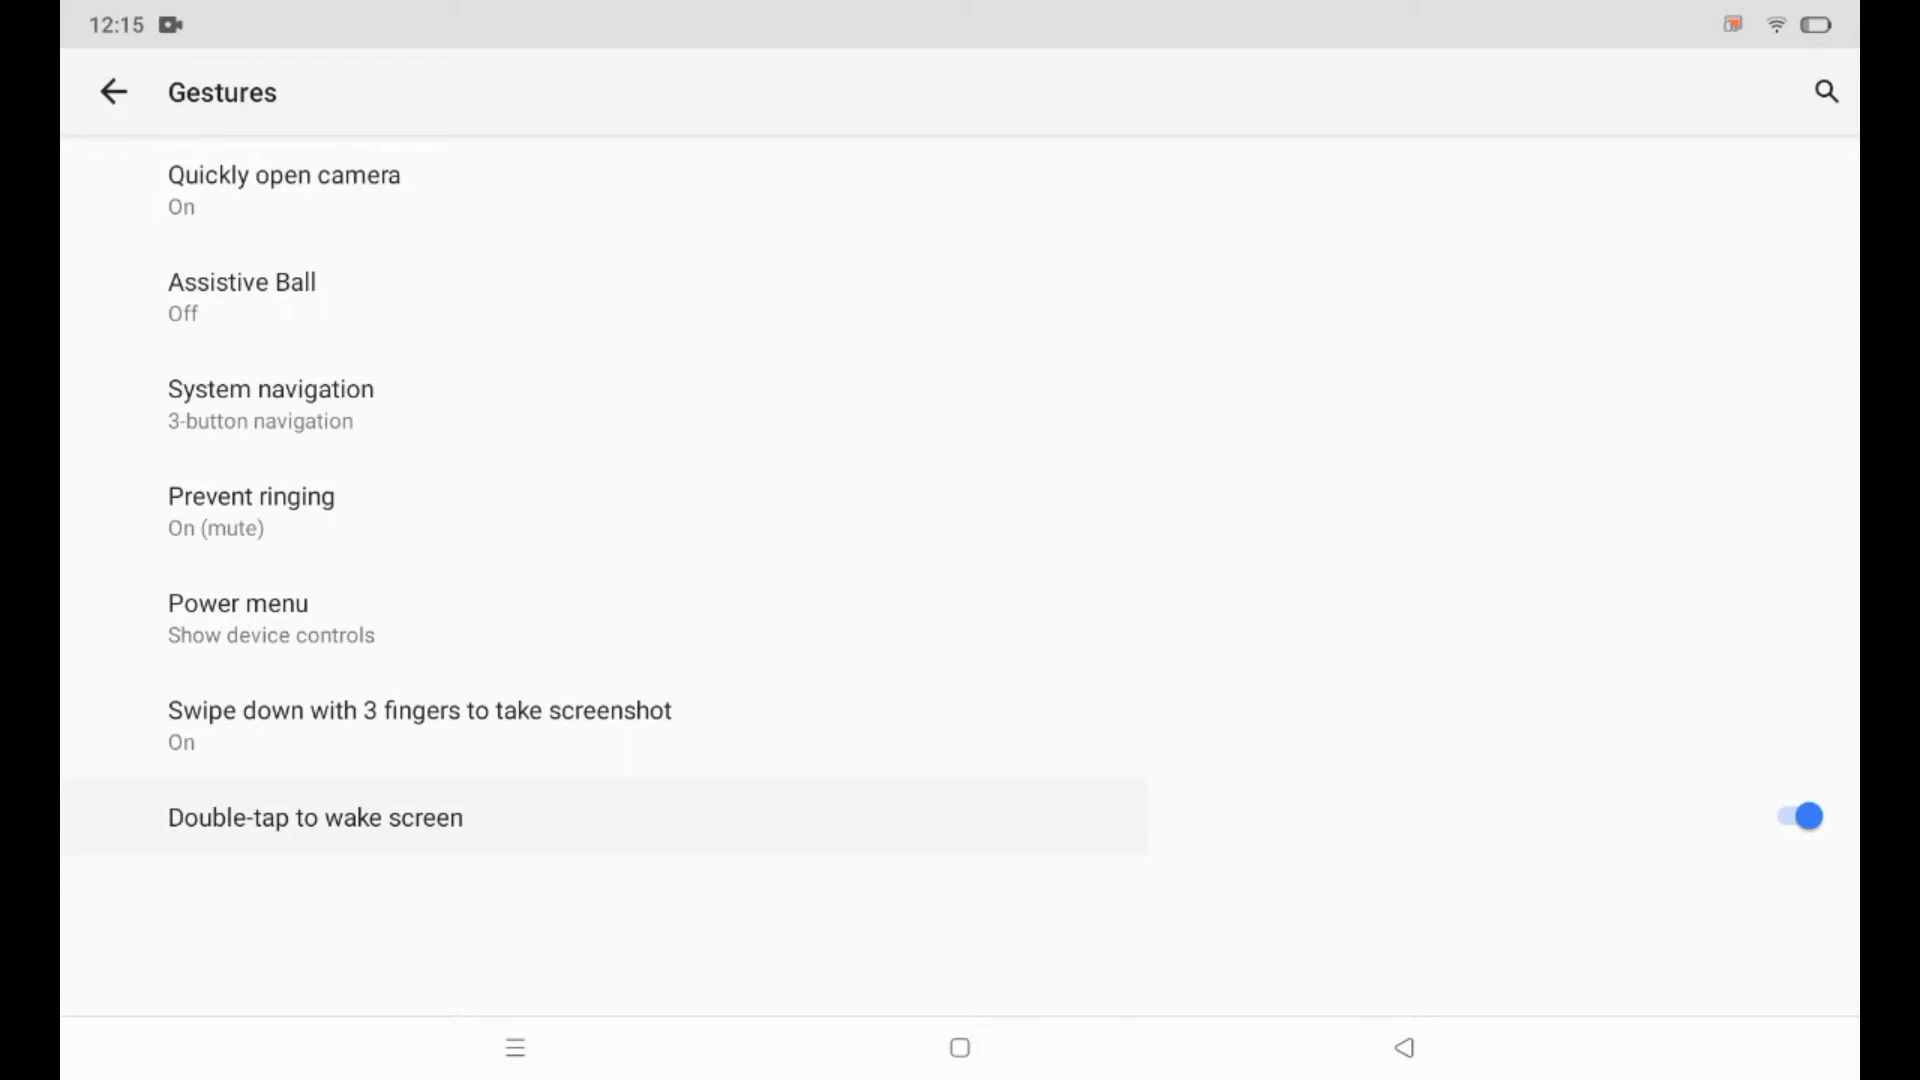 12:15
Gestures
Quickly open camera
On
Assistive Ball
Off
System navigation
3-button navigation
Prevent ringing
On (mute)
Power menu
Show device controls
Swipe down with 3 fingers to take screenshot
On
Double-tap to wake screen